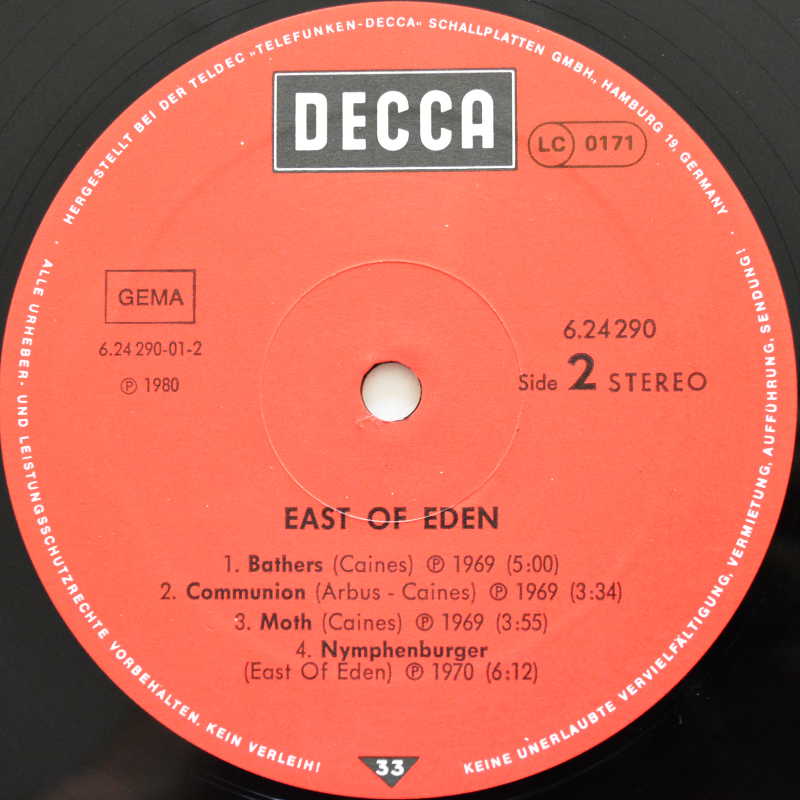 HERGESTELLT BEI DER TELDEC »TELEFUNKEN-DECCA« SCHALLPLATTEN GMBH., HAMBURG 19, GERMANY
DECCA
LC 0171
GEMA
6.24290-01-2
℗ 1980
6.24290
Side 2 STEREO
EAST OF EDEN
1. Bathers (Caines) ℗ 1969 (5:00)
2. Communion (Arbus - Caines) ℗ 1969 (3:34)
3. Moth (Caines) ℗ 1969 (3:55)
4. Nymphenburger
(East Of Eden) ℗ 1970 (6:12)
ALLE URHEBER- UND LEISTUNGSSCHUTZRECHTE VORBEHALTEN, KEIN VERLEIH!
33
KEINE UNERLAUBTE VERVIELFÄLTIGUNG, VERMIETUNG, AUFFÜHRUNG, SENDUNG!